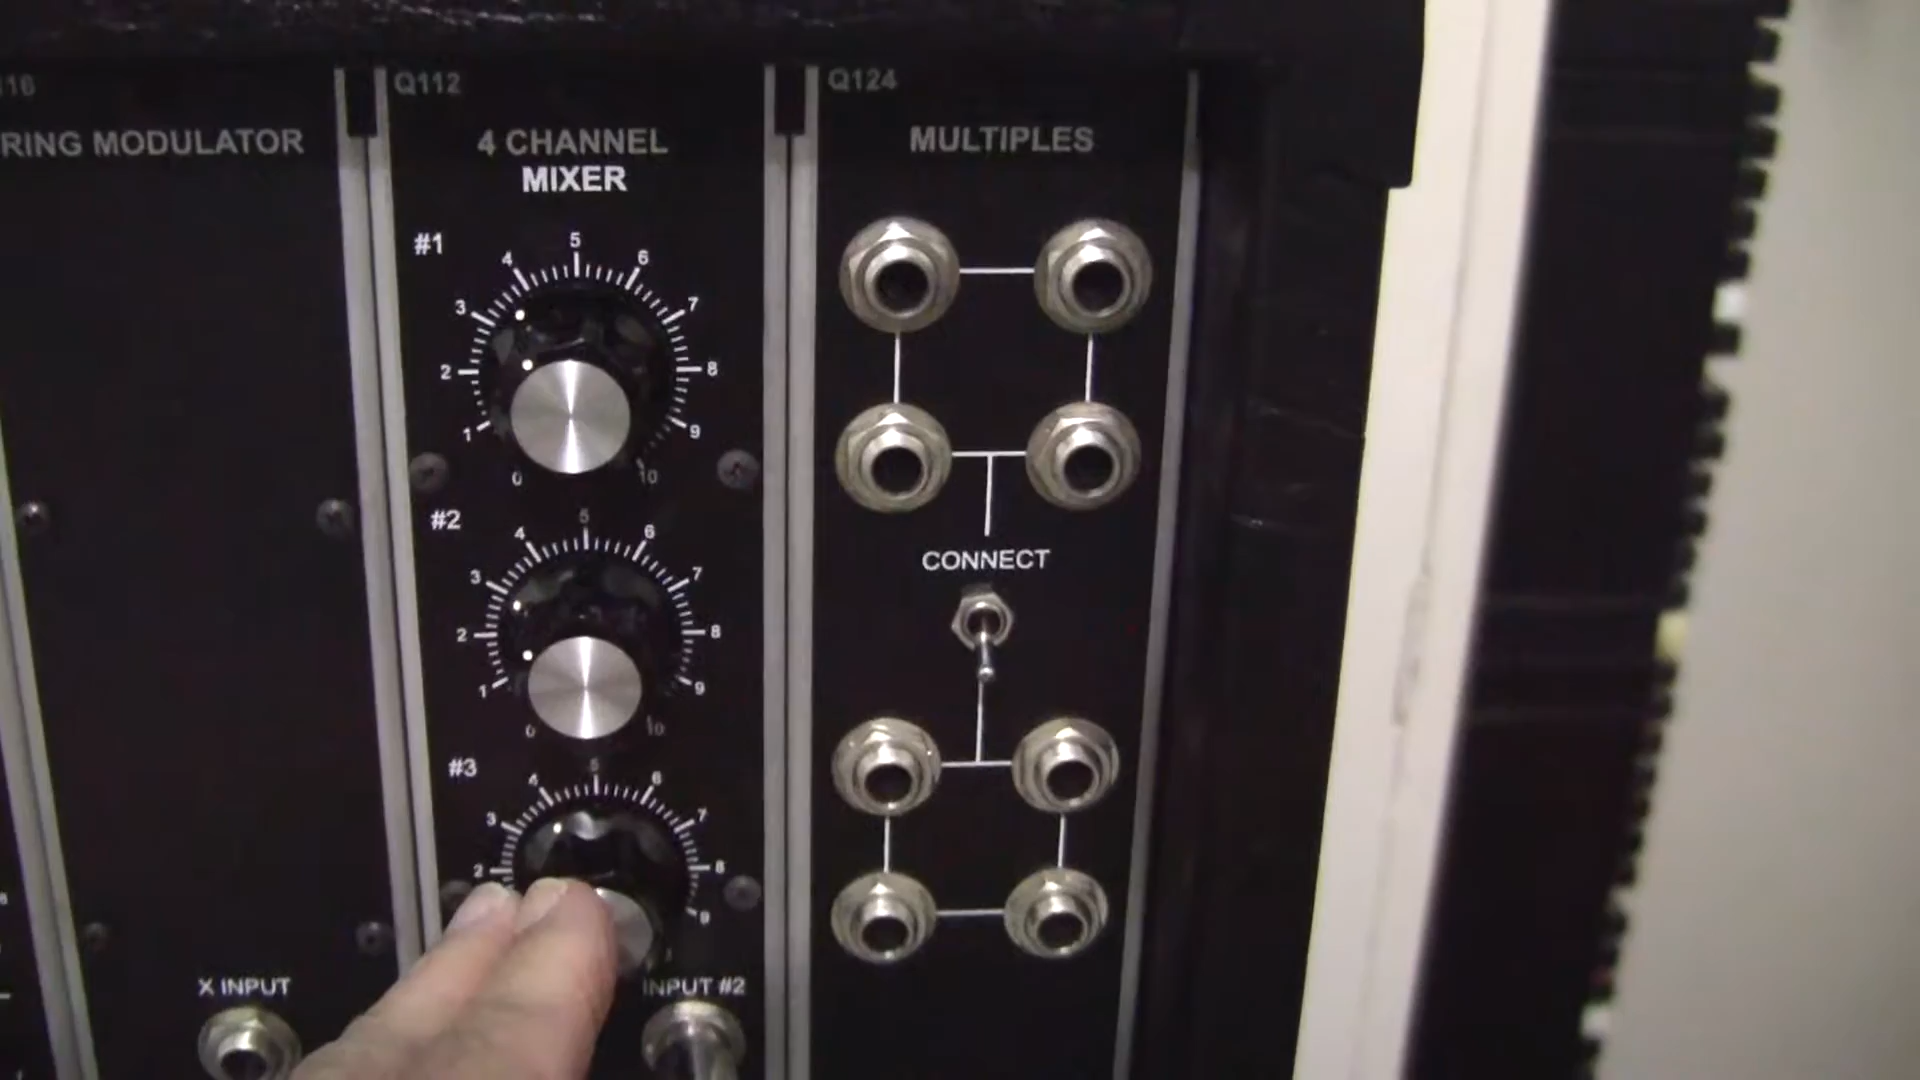 116
RING MODULATOR
X INPUT
Q112
4 CHANNEL
MIXER
#1
0 1 2 3 4 5 6 7 8 9 10
#2
0 1 2 3 4 5 6 7 8 9 10
#3
2 3 4 5 6 7 8 9
INPUT #2
Q124
MULTIPLES
CONNECT